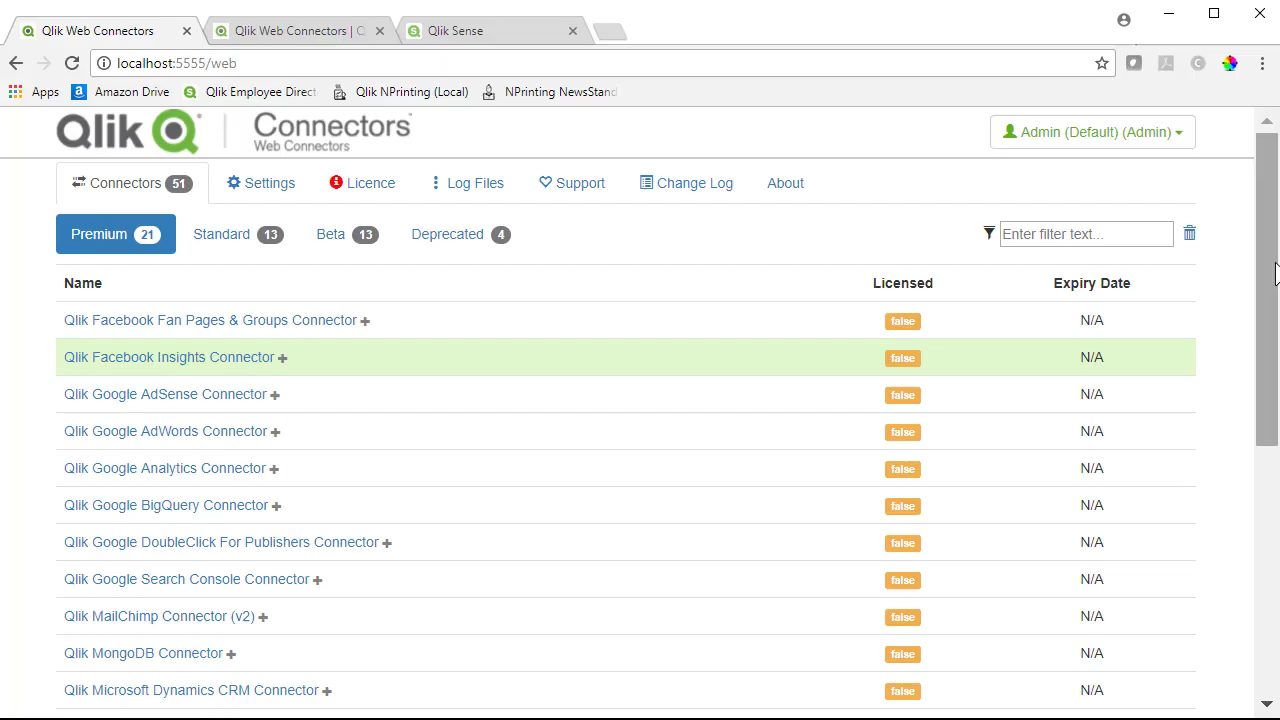 Qlik Web Connectors
Qlik Web Connectors | Q
Qlik Sense
localhost:5555/web
Apps
Amazon Drive
Qlik Employee Direct
Qlik NPrinting (Local)
NPrinting NewsStand
Qlik
Connectors
Web Connectors
Admin (Default) (Admin)
Connectors 51
Settings
Licence
Log Files
Support
Change Log
About
Premium 21
Standard 13
Beta 13
Deprecated 4
Enter filter text...
Name Licensed Expiry Date
Qlik Facebook Fan Pages & Groups Connector false N/A
Qlik Facebook Insights Connector false N/A
Qlik Google AdSense Connector false N/A
Qlik Google AdWords Connector false N/A
Qlik Google Analytics Connector false N/A
Qlik Google BigQuery Connector false N/A
Qlik Google DoubleClick For Publishers Connector false N/A
Qlik Google Search Console Connector false N/A
Qlik MailChimp Connector (v2) false N/A
Qlik MongoDB Connector false N/A
Qlik Microsoft Dynamics CRM Connector false N/A